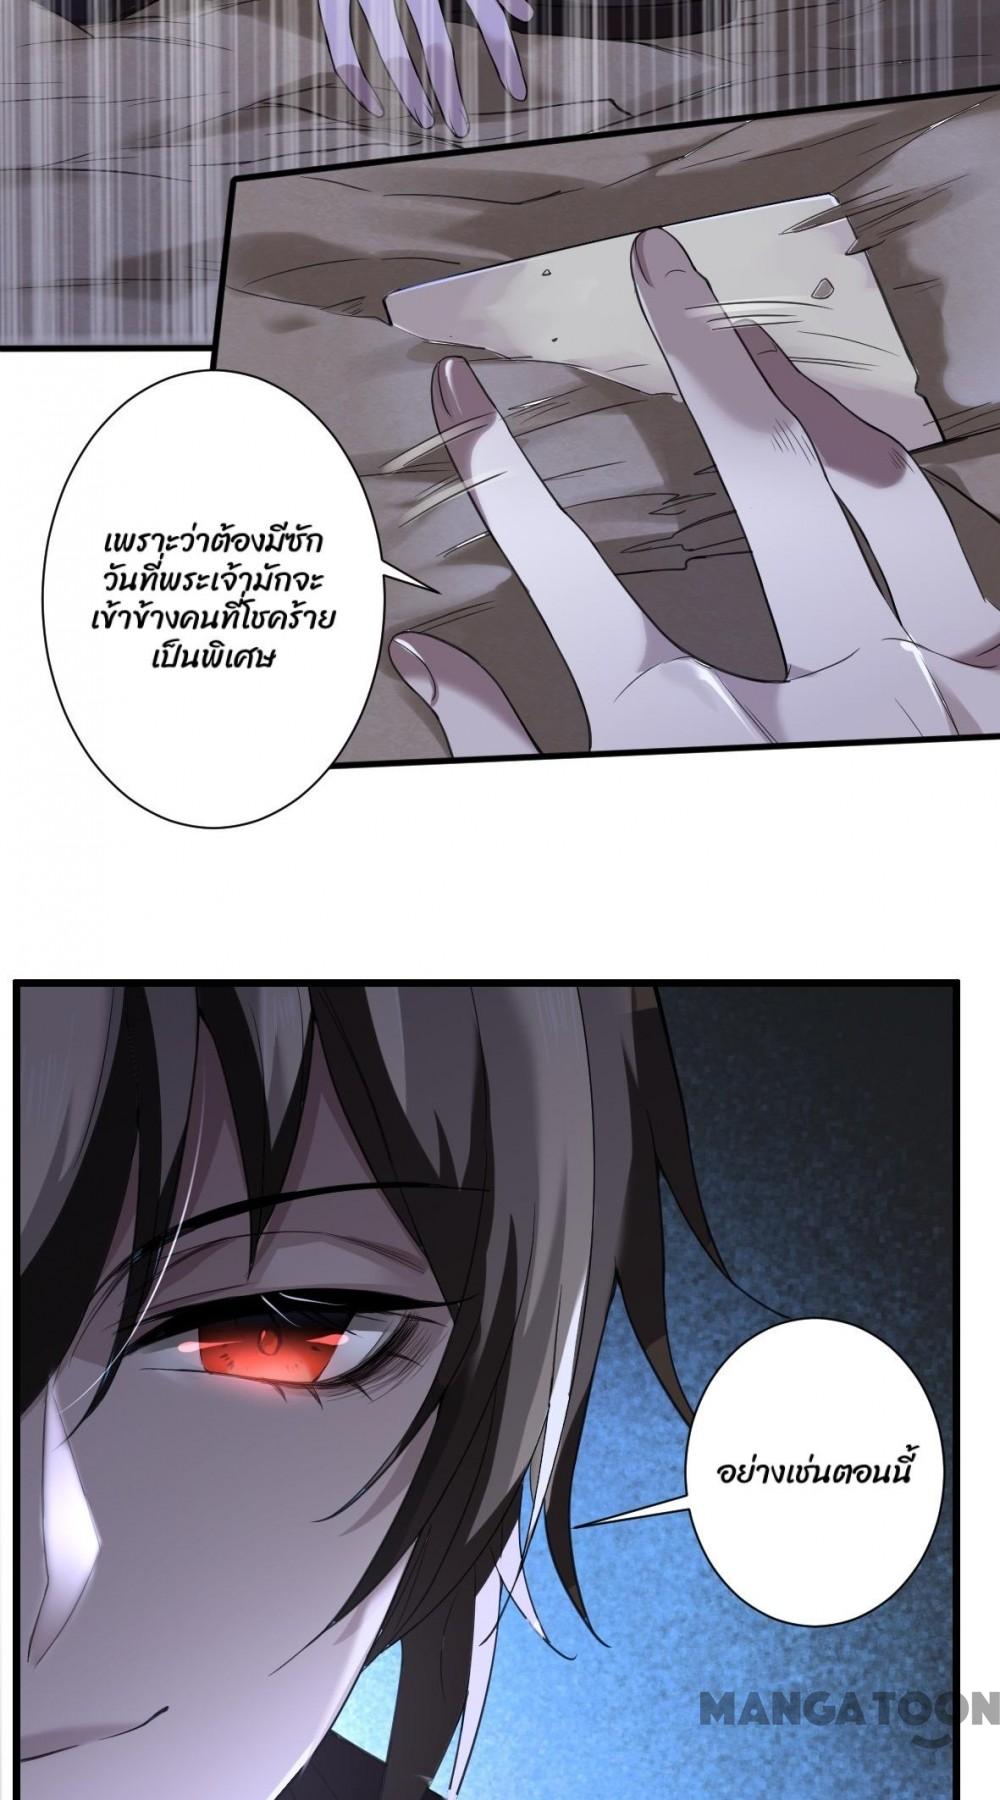 เพราะว่าต้องมีซัก
วันที่พระเจ้ามักจะ
เข้าข้างคนที่โชคร้าย
เป็นพิเศษ
อย่างเช่นตอนนี้
MANGATOON